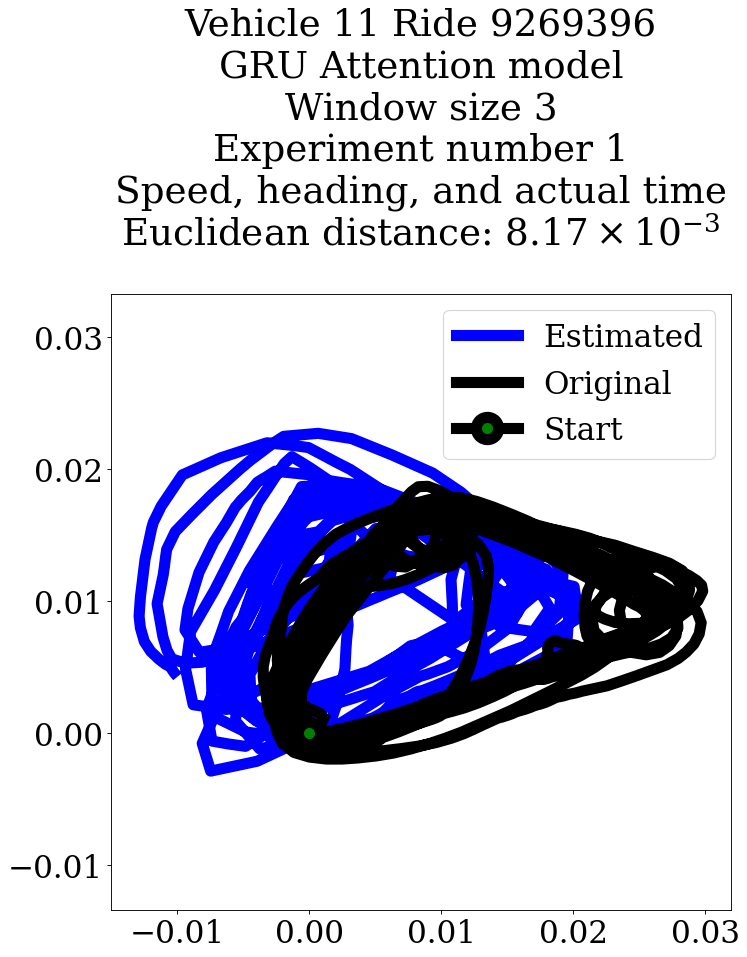 Vehicle 11 Ride 9269396
GRU Attention model
Window size 3
Experiment number 1
Speed, heading, and actual time
Euclidean distance: 8.17 × 10⁻³
Estimated
Original
Start
0.03
0.02
0.01
0.00
−0.01
−0.01 0.00 0.01 0.02 0.03